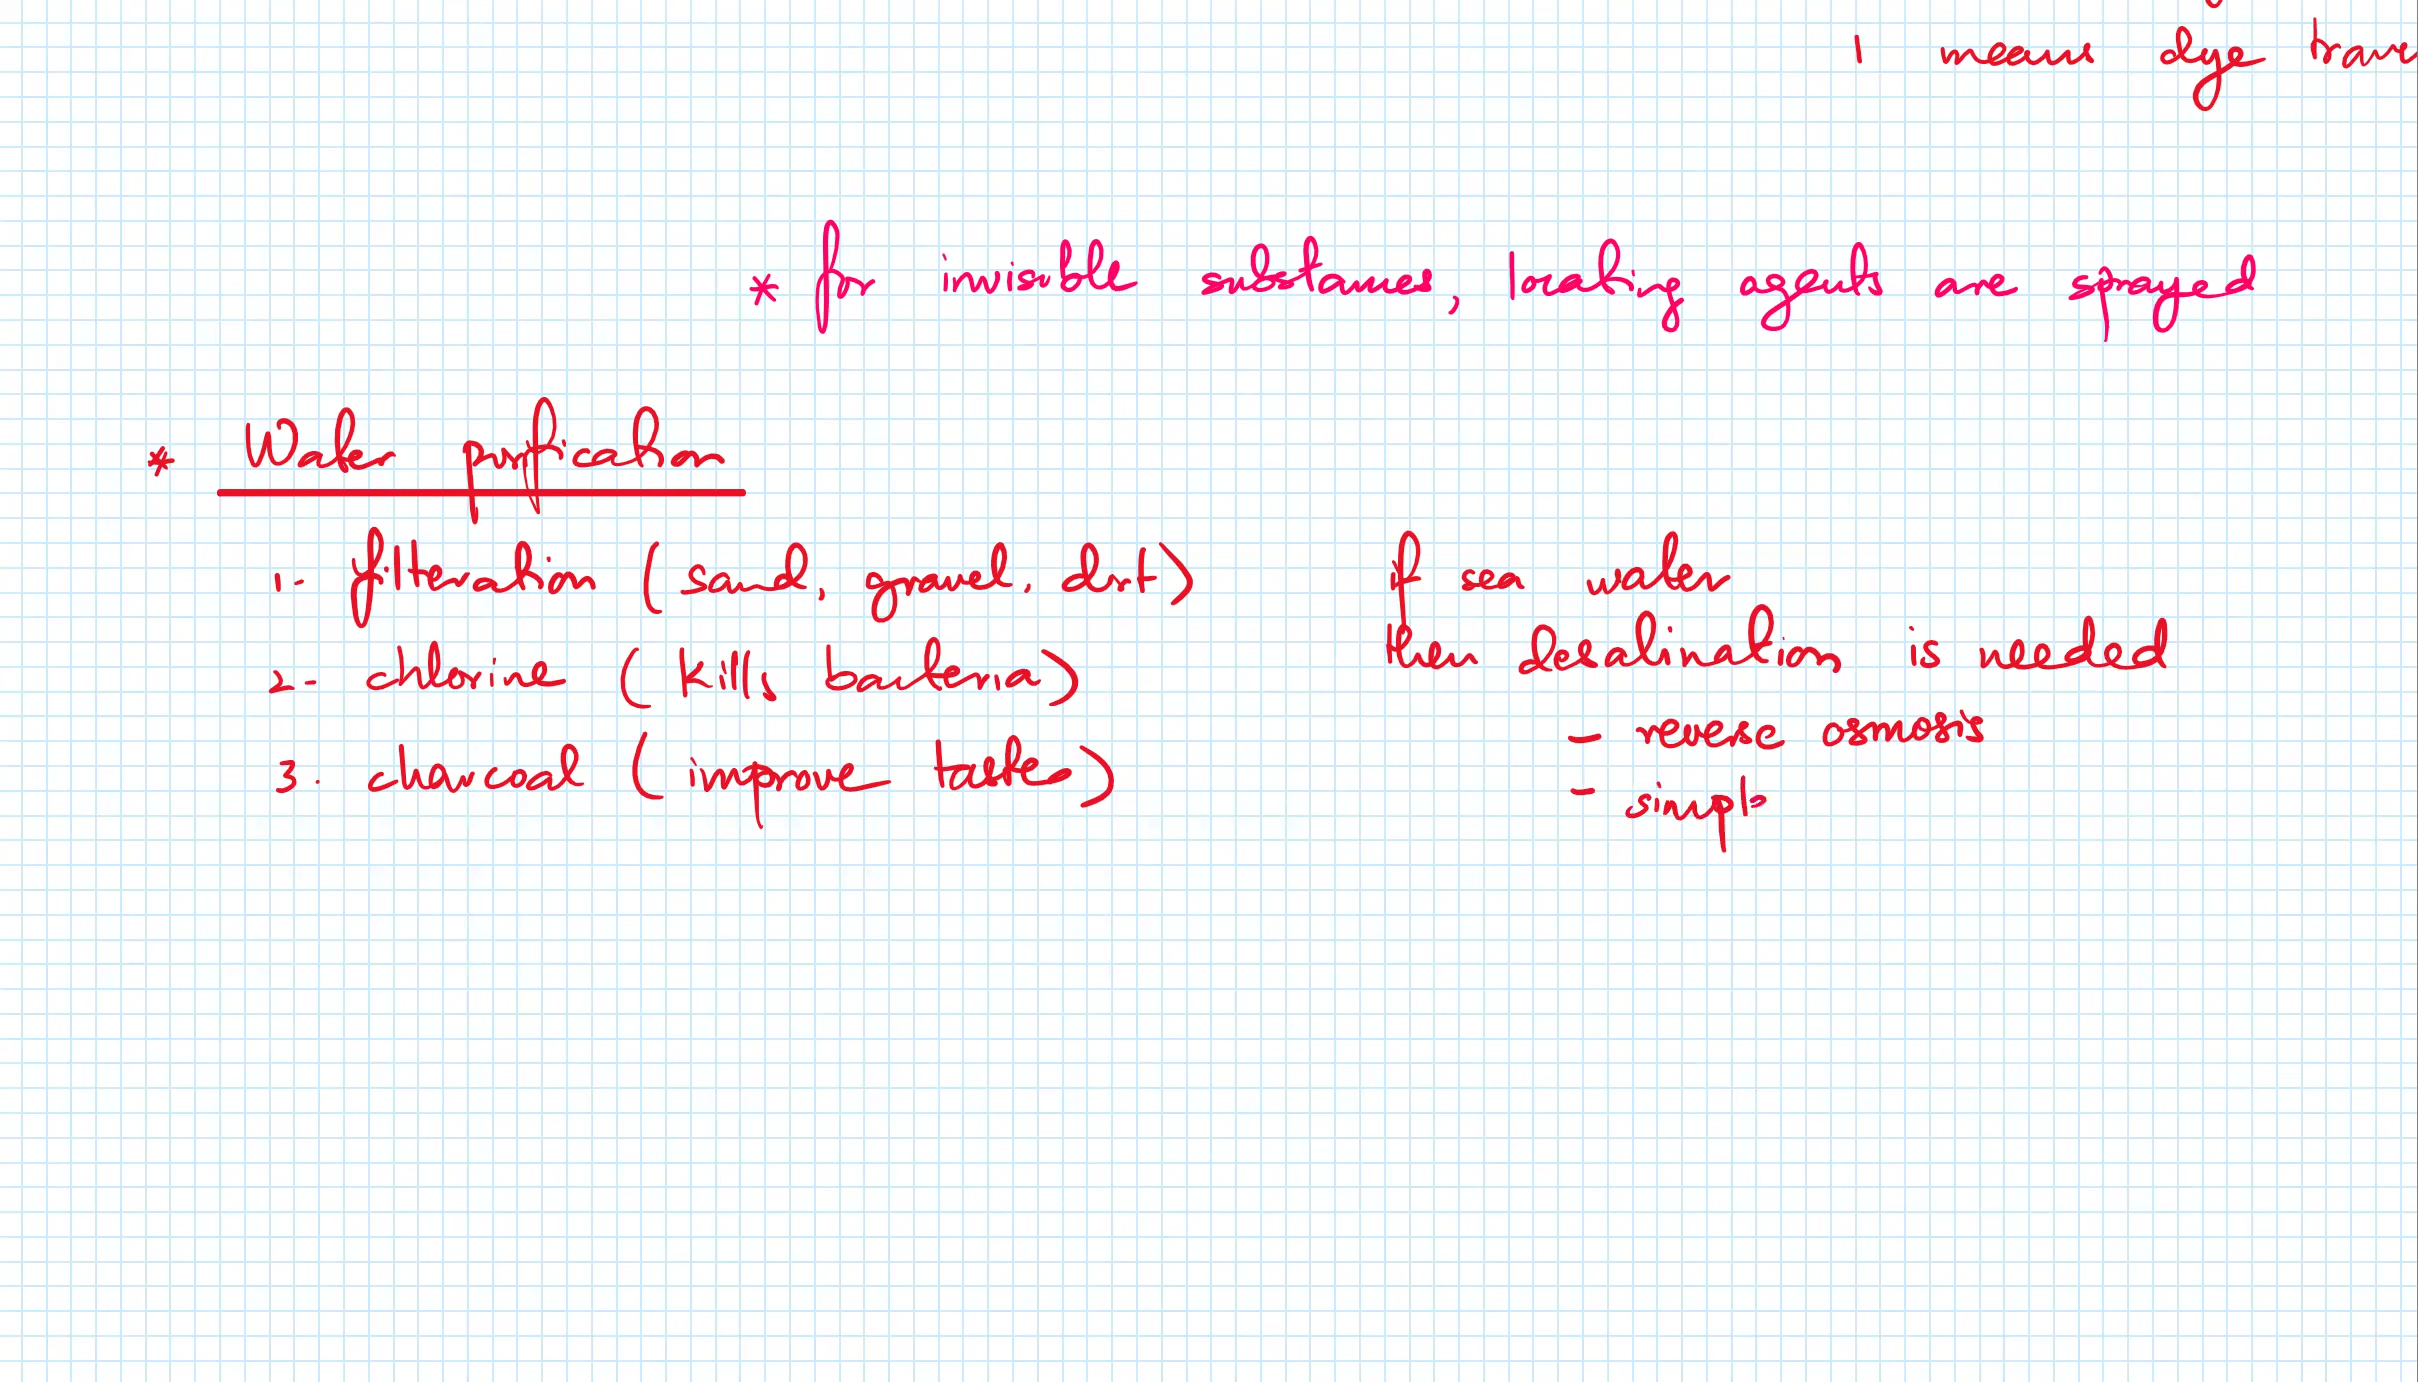 1 means dye
* for invisible substances, locating agents are sprayed
* Water purification
1- filteration (sand, gravel, dirt)
2- chlorine (kills bacteria)
3. charcoal (improve tastes)
if sea water
then desalination is needed
- reverse osmosis
- simple